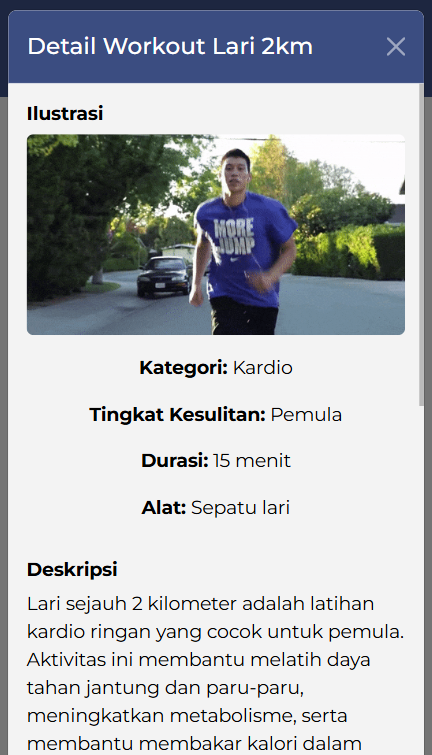 Detail Workout Lari 2km
Ilustrasi
MORE
JUMP
Kategori: Kardio
Tingkat Kesulitan: Pemula
Durasi: 15 menit
Alat: Sepatu lari
Deskripsi
Lari sejauh 2 kilometer adalah latihan
kardio ringan yang cocok untuk pemula.
Aktivitas ini membantu melatih daya
tahan jantung dan paru-paru,
meningkatkan metabolisme, serta
membantu membakar kalori dalam